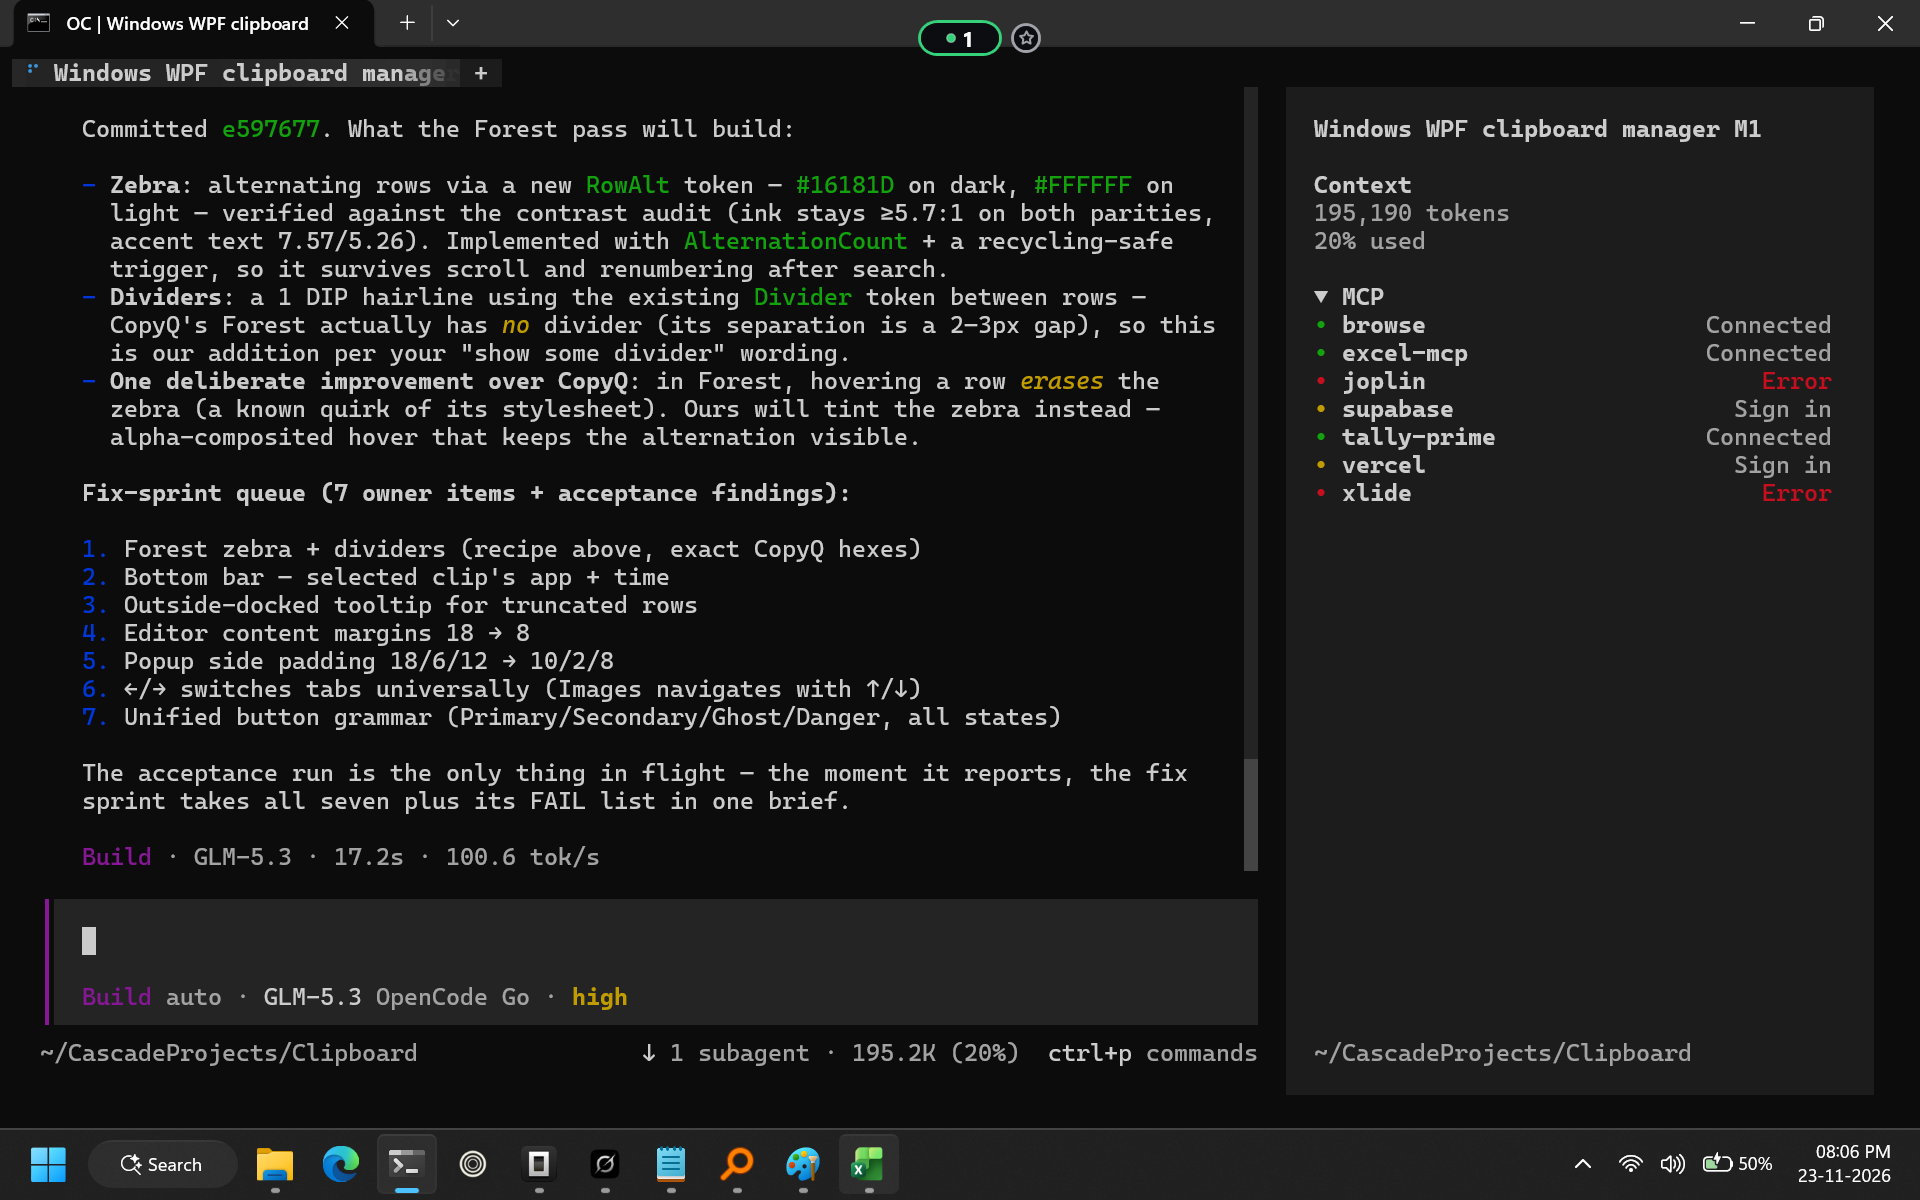 OC | Windows WPF clipboard
1
Windows WPF clipboard manager +
Committed e597677. What the Forest pass will build:
– Zebra: alternating rows via a new RowAlt token — #16181D on dark, #FFFFFF on
light — verified against the contrast audit (ink stays ≥5.7:1 on both parities,
accent text 7.57/5.26). Implemented with AlternationCount + a recycling-safe
trigger, so it survives scroll and renumbering after search.
– Dividers: a 1 DIP hairline using the existing Divider token between rows —
CopyQ's Forest actually has no divider (its separation is a 2–3px gap), so this
is our addition per your "show some divider" wording.
– One deliberate improvement over CopyQ: in Forest, hovering a row erases the
zebra (a known quirk of its stylesheet). Ours will tint the zebra instead —
alpha-composited hover that keeps the alternation visible.
Fix-sprint queue (7 owner items + acceptance findings):
1. Forest zebra + dividers (recipe above, exact CopyQ hexes)
2. Bottom bar — selected clip's app + time
3. Outside-docked tooltip for truncated rows
4. Editor content margins 18 → 8
5. Popup side padding 18/6/12 → 10/2/8
6. ←/→ switches tabs universally (Images navigates with ↑/↓)
7. Unified button grammar (Primary/Secondary/Ghost/Danger, all states)
The acceptance run is the only thing in flight — the moment it reports, the fix
sprint takes all seven plus its FAIL list in one brief.
Build · GLM-5.3 · 17.2s · 100.6 tok/s
Build auto · GLM-5.3 OpenCode Go · high
~/CascadeProjects/Clipboard ↓ 1 subagent · 195.2K (20%) ctrl+p commands
Windows WPF clipboard manager M1
Context
195,190 tokens
20% used
▼ MCP
• browse Connected
• excel-mcp Connected
• joplin Error
• supabase Sign in
• tally-prime Connected
• vercel Sign in
• xlide Error
~/CascadeProjects/Clipboard
Search
50%
08:06 PM
23-11-2026